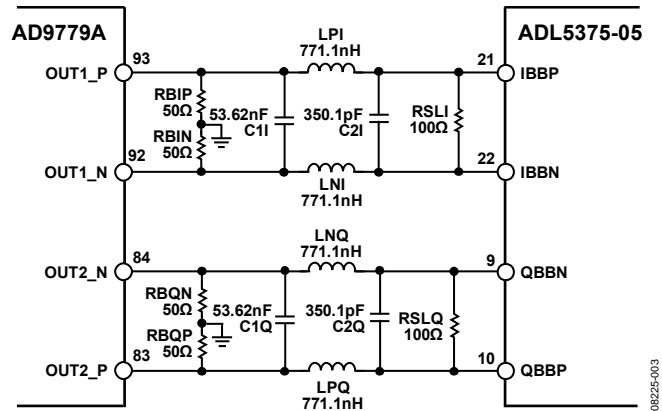 AD9779A
ADL5375-05
LPI
771.1nH
OUT1_P
93
21
IBBP
RBIP
50Ω
53.62nF
C1I
350.1pF
C2I
RSLI
100Ω
RBIN
50Ω
OUT1_N
92
22
IBBN
LNI
771.1nH
LNQ
771.1nH
OUT2_N
84
9
QBBN
RBQN
50Ω
53.62nF
C1Q
350.1pF
C2Q
RSLQ
100Ω
RBQP
50Ω
OUT2_P
83
10
QBBP
LPQ
771.1nH
08225-003